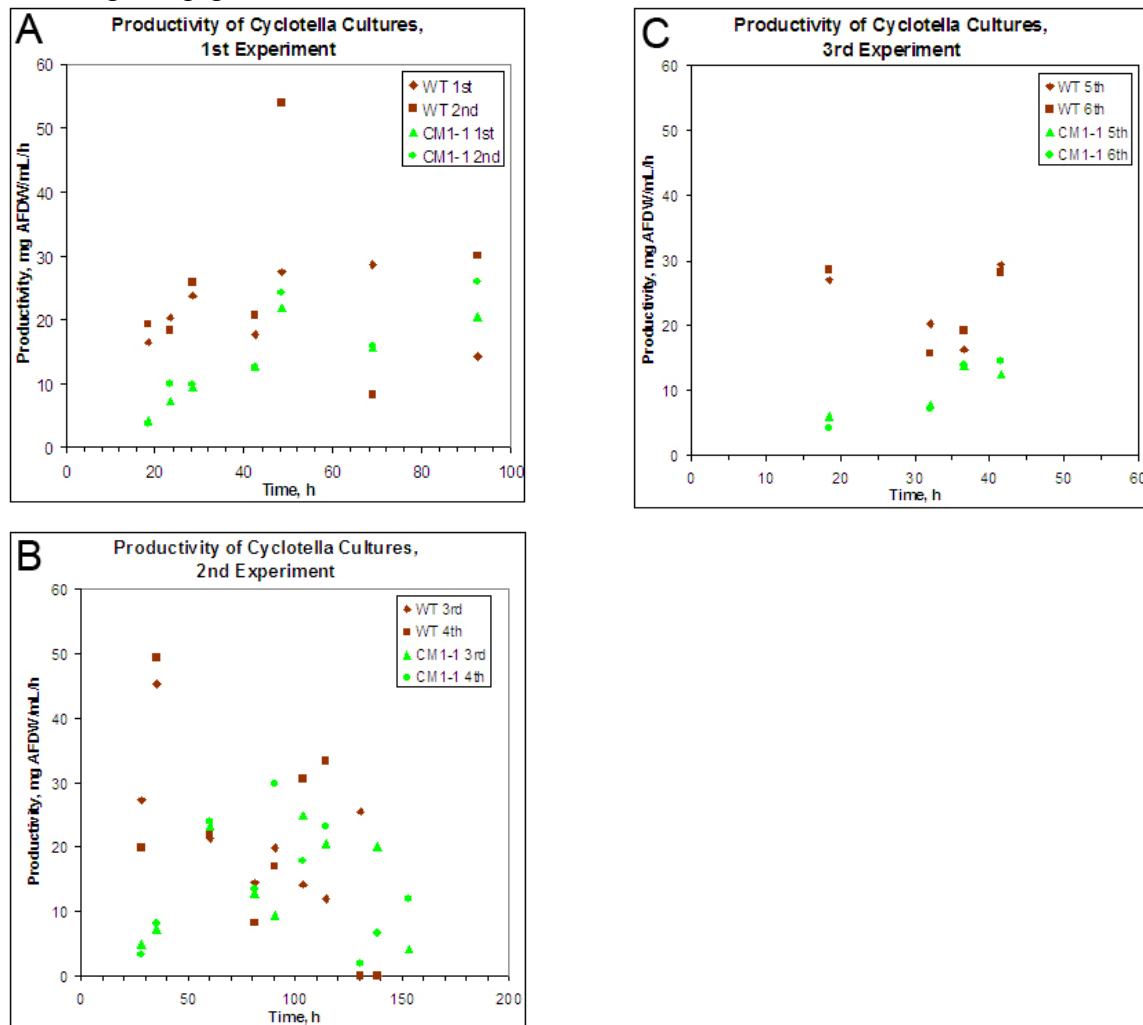 A
Productivity of Cyclotella Cultures,
1st Experiment
Productivity, mg AFDW/mL/h
60
50
40
30
20
10
0
WT 1st
WT 2nd
CM1-1 1st
CM1-1 2nd
0 20 40 60 80 100
Time, h
C
Productivity of Cyclotella Cultures,
3rd Experiment
Productivity, mg AFDW/mL/h
60
50
40
30
20
10
0
WT 5th
WT 6th
CM1-1 5th
CM1-1 6th
0 10 20 30 40 50 60
Time, h
B
Productivity of Cyclotella Cultures,
2nd Experiment
Productivity, mg AFDW/mL/h
60
50
40
30
20
10
0
WT 3rd
WT 4th
CM1-1 3rd
CM1-1 4th
0 50 100 150 200
Time, h